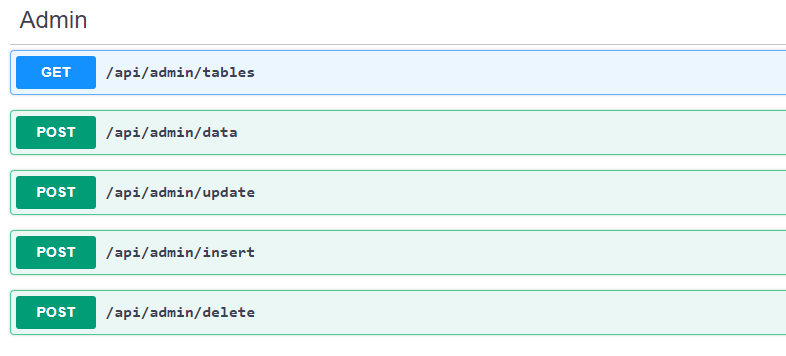 Admin
GET /api/admin/tables
POST /api/admin/data
POST /api/admin/update
POST /api/admin/insert
POST /api/admin/delete